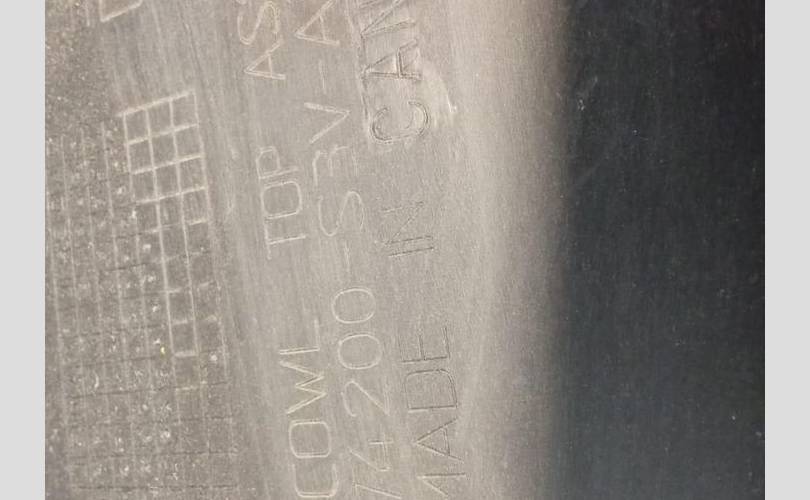 COWL TOP AS
74200-S3V-A
MADE IN CAN